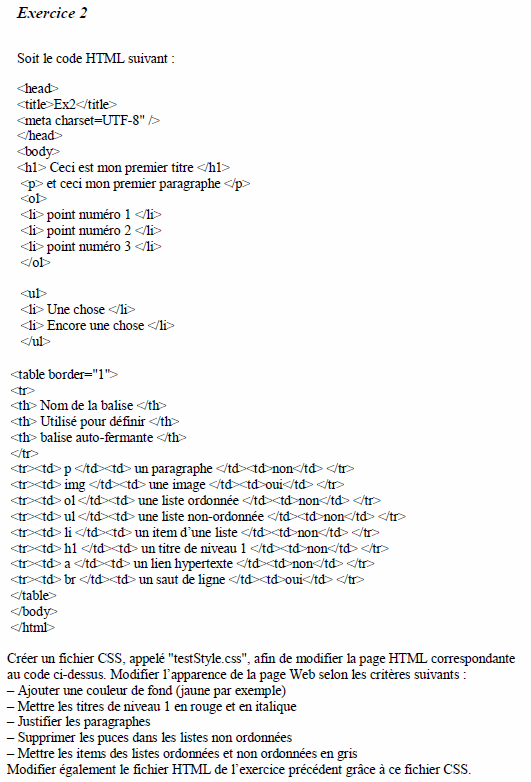 Exercice 2
Soit le code HTML suivant :
<head>
<title>Ex2</title>
<meta charset=UTF-8" />
</head>
<body>
<h1> Ceci est mon premier titre </h1>
<p> et ceci mon premier paragraphe </p>
<ol>
<li> point numéro 1 </li>
<li> point numéro 2 </li>
<li> point numéro 3 </li>
</ol>
<ul>
<li> Une chose </li>
<li> Encore une chose </li>
</ul>
<table border="1">
<tr>
<th> Nom de la balise </th>
<th> Utilisé pour définir </th>
<th> balise auto-fermante </th>
</tr>
<tr><td> p </td><td> un paragraphe </td><td>non</td> </tr>
<tr><td> img </td><td> une image </td><td>oui</td> </tr>
<tr><td> ol </td><td> une liste ordonnée </td><td>non</td> </tr>
<tr><td> ul </td><td> une liste non-ordonnée </td><td>non</td> </tr>
<tr><td> li </td><td> un item d’une liste </td><td>non</td> </tr>
<tr><td> h1 </td><td> un titre de niveau 1 </td><td>non</td> </tr>
<tr><td> a </td><td> un lien hypertexte </td><td>non</td> </tr>
<tr><td> br </td><td> un saut de ligne </td><td>oui</td> </tr>
</table>
</body>
</html>
Créer un fichier CSS, appelé "testStyle.css", afin de modifier la page HTML correspondante
au code ci-dessus. Modifier l’apparence de la page Web selon les critères suivants :
– Ajouter une couleur de fond (jaune par exemple)
– Mettre les titres de niveau 1 en rouge et en italique
– Justifier les paragraphes
– Supprimer les puces dans les listes non ordonnées
– Mettre les items des listes ordonnées et non ordonnées en gris
Modifier également le fichier HTML de l’exercice précédent grâce à ce fichier CSS.